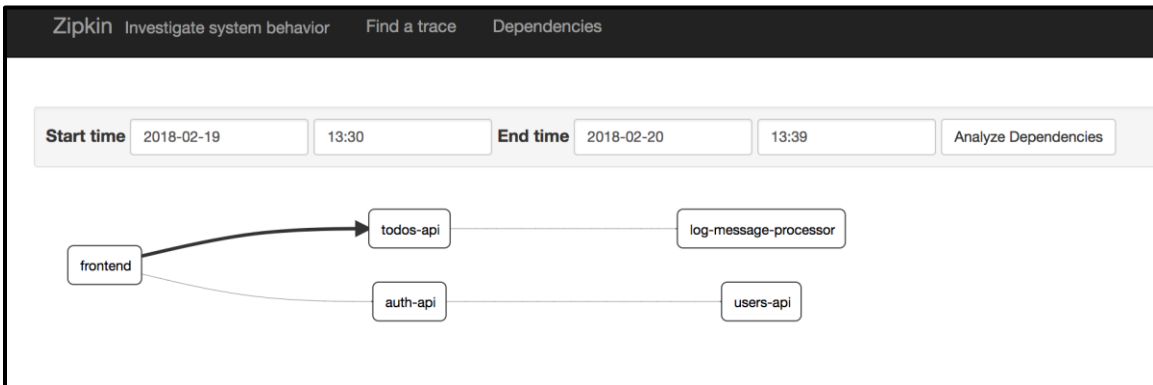 Zipkin Investigate system behavior Find a trace Dependencies
Start time 2018-02-19 13:30 End time 2018-02-20 13:39 Analyze Dependencies
todos-api log-message-processor
frontend
auth-api users-api